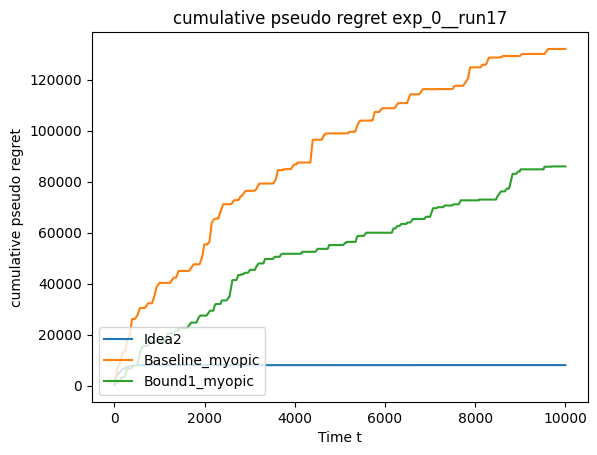 cumulative pseudo regret exp_0__run17
cumulative pseudo regret
120000
100000
80000
60000
40000
20000
0
Idea2
Baseline_myopic
Bound1_myopic
0
2000
4000
6000
8000
10000
Time t